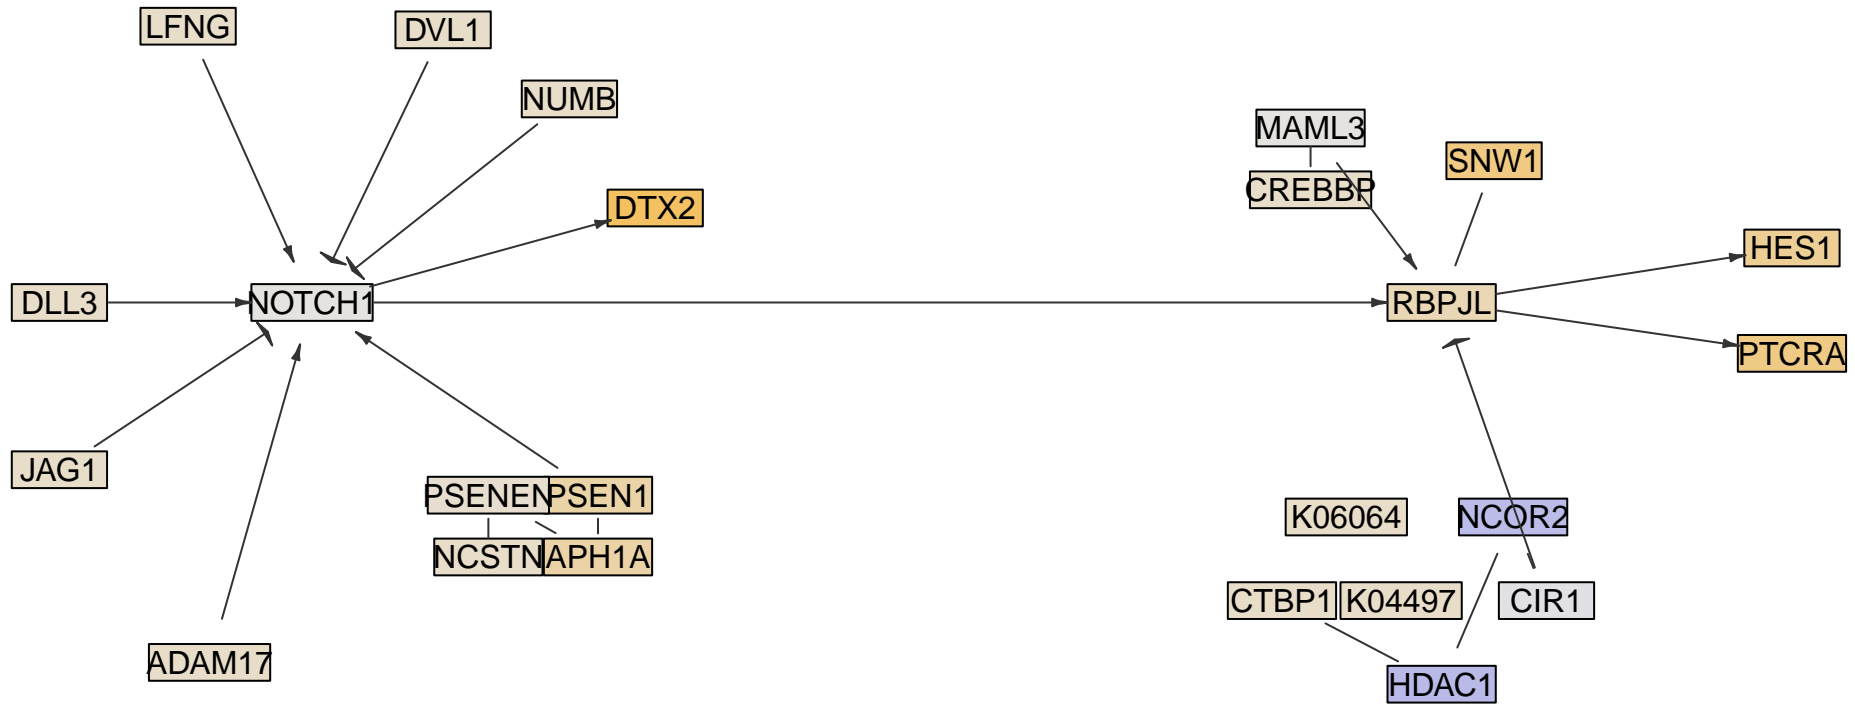 LFNG
DVL1
NUMB
MAML3
SNW1
CREBBP
DTX2
HES1
DLL3
NOTCH1
RBPJL
PTCRA
JAG1
PSENEN
PSEN1
K06064
NCOR2
NCSTN
APH1A
CTBP1
K04497
CIR1
ADAM17
HDAC1